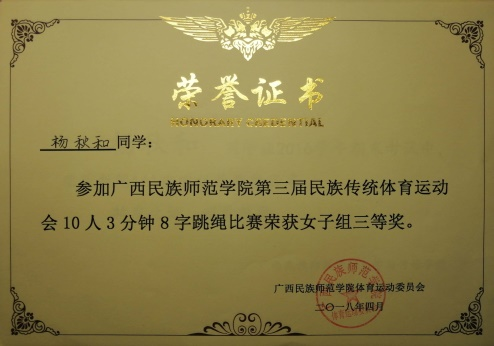 荣誉证书
HONORARY CREDENTIAL
杨秋和同学：
参加广西民族师范学院第三届民族传统体育运动
会10人3分钟8字跳绳比赛荣获女子组三等奖。
广西民族师范学院体育运动委员会
二〇一八年四月